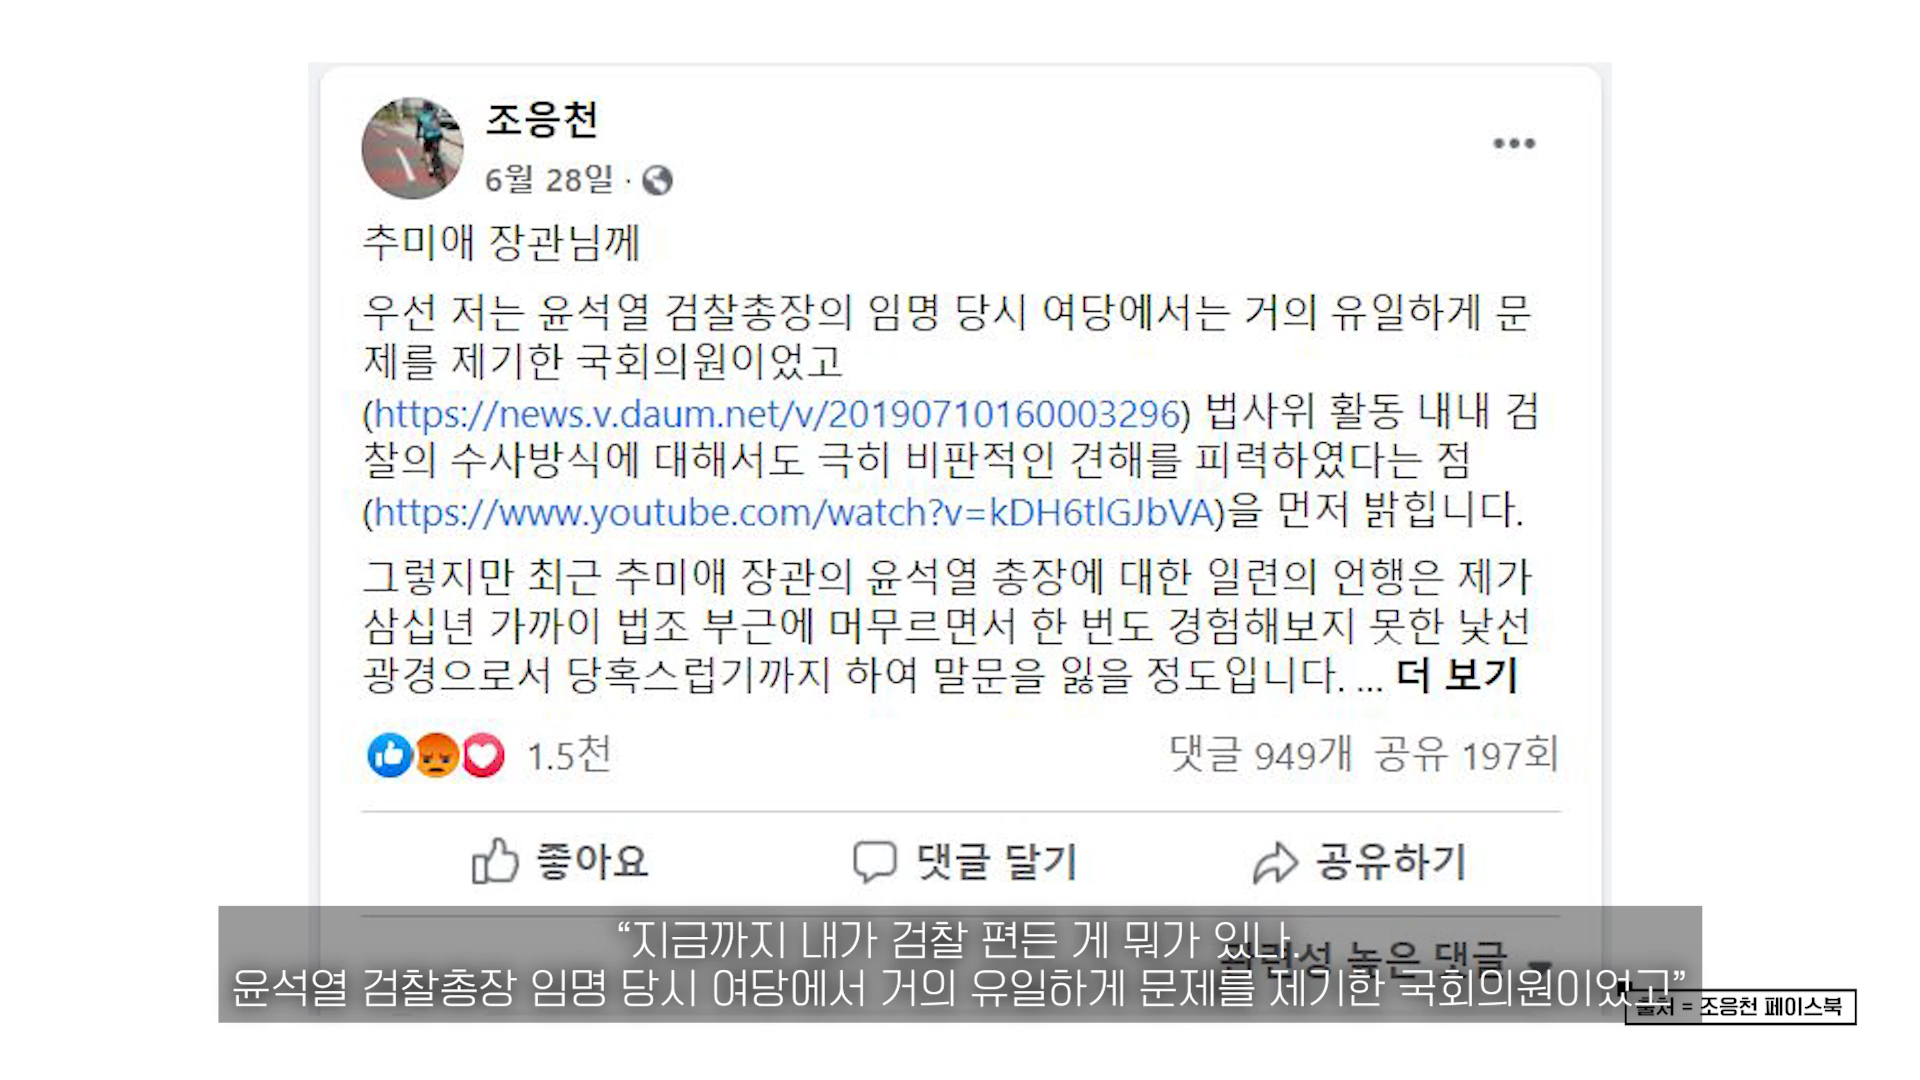 조응천
6월 28일 ·
추미애 장관님께
우선 저는 윤석열 검찰총장의 임명 당시 여당에서는 거의 유일하게 문
제를 제기한 국회의원이었고
(https://news.v.daum.net/v/20190710160003296) 법사위 활동 내내 검
찰의 수사방식에 대해서도 극히 비판적인 견해를 피력하였다는 점
(https://www.youtube.com/watch?v=kDH6tlGJbVA)을 먼저 밝힙니다.
그렇지만 최근 추미애 장관의 윤석열 총장에 대한 일련의 언행은 제가
삼십년 가까이 법조 부근에 머무르면서 한 번도 경험해보지 못한 낯선
광경으로서 당혹스럽기까지 하여 말문을 잃을 정도입니다. ... 더 보기
1.5천
댓글 949개 공유 197회
좋아요 댓글 달기 공유하기
관련성 높은 댓글
“지금까지 내가 검찰 편든 게 뭐가 있나.
윤석열 검찰총장 임명 당시 여당에서 거의 유일하게 문제를 제기한 국회의원이었고”
출처 = 조응천 페이스북